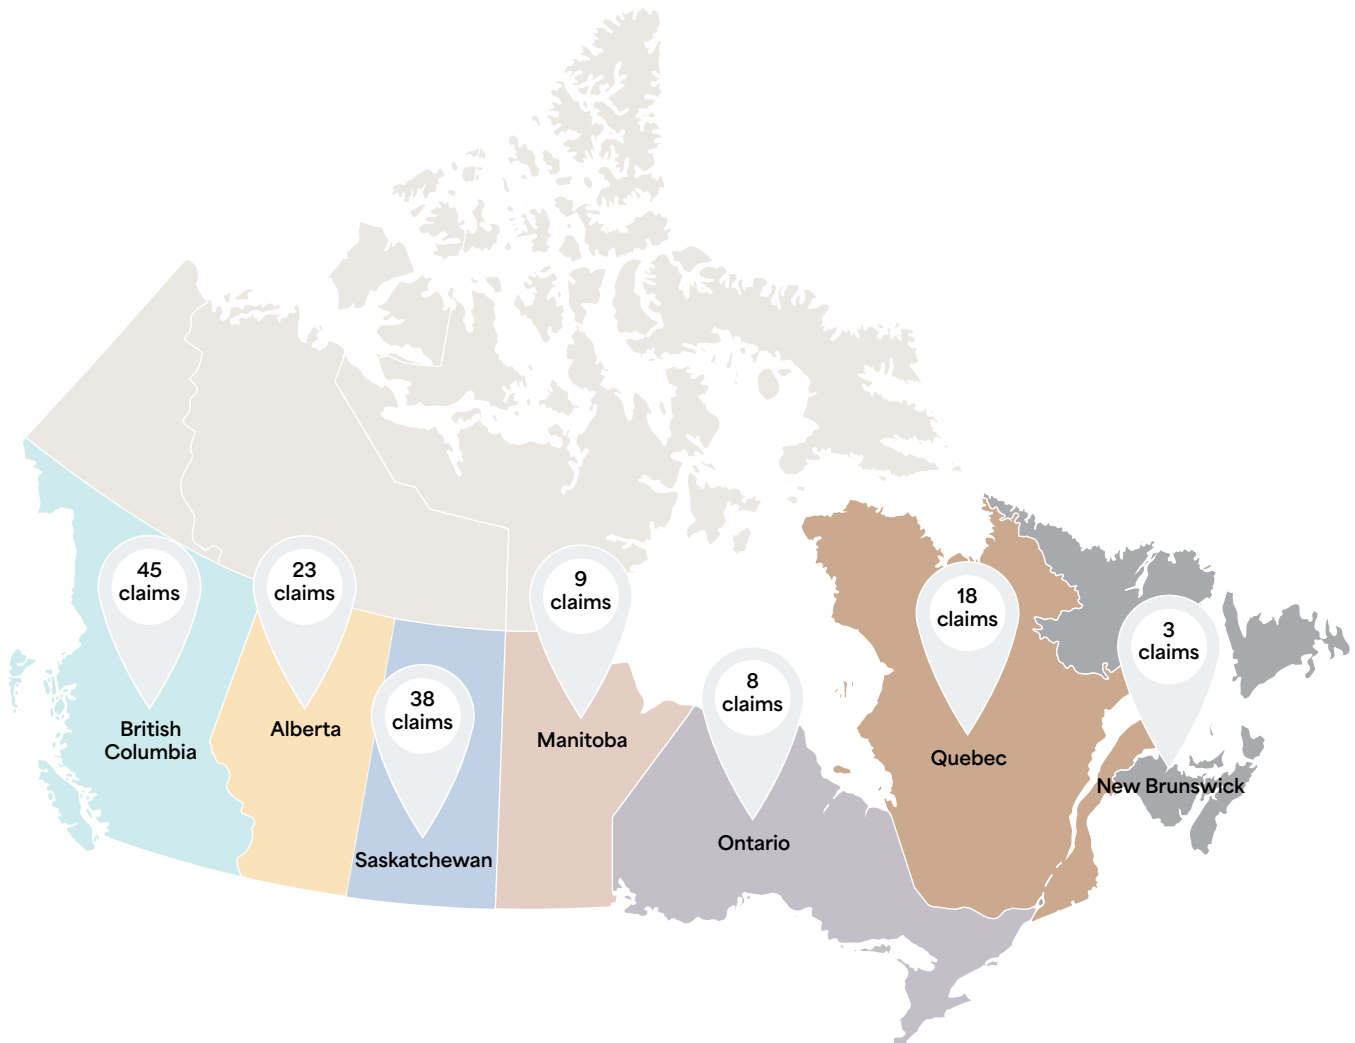 45
claims
British
Columbia
23
claims
Alberta
38
claims
Saskatchewan
9
claims
Manitoba
8
claims
Ontario
18
claims
Quebec
3
claims
New Brunswick